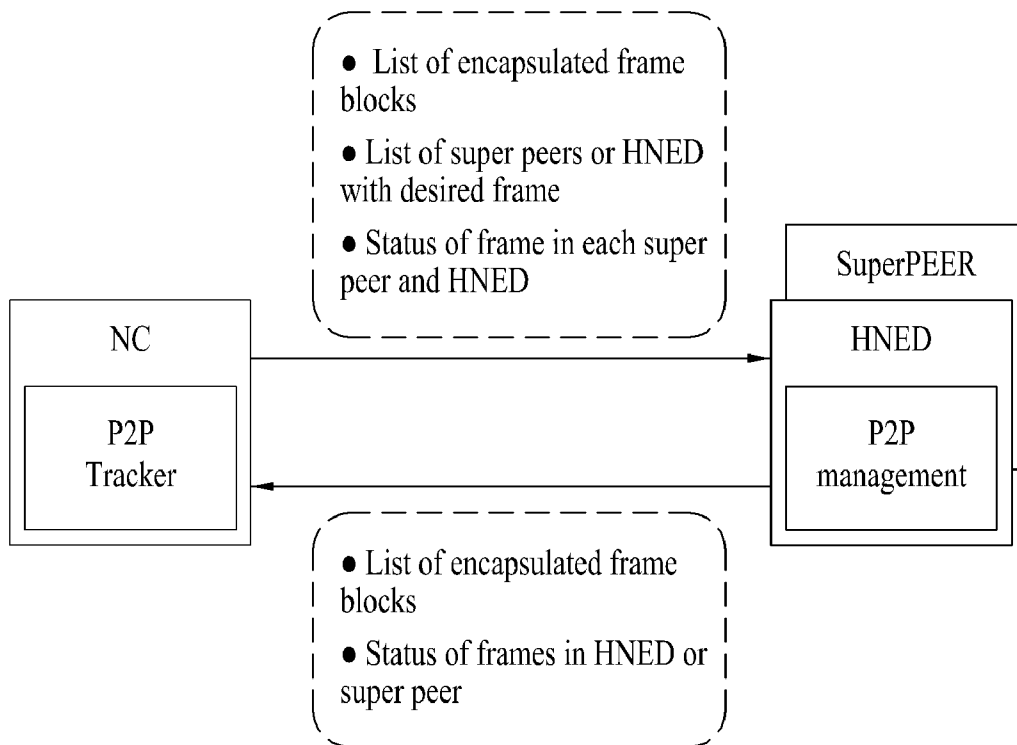 ● List of encapsulated frame
blocks
● List of super peers or HNED
with desired frame
● Status of frame in each super
peer and HNED
SuperPEER
NC
HNED
P2P
Tracker
P2P
management
● List of encapsulated frame
blocks
● Status of frames in HNED or
super peer